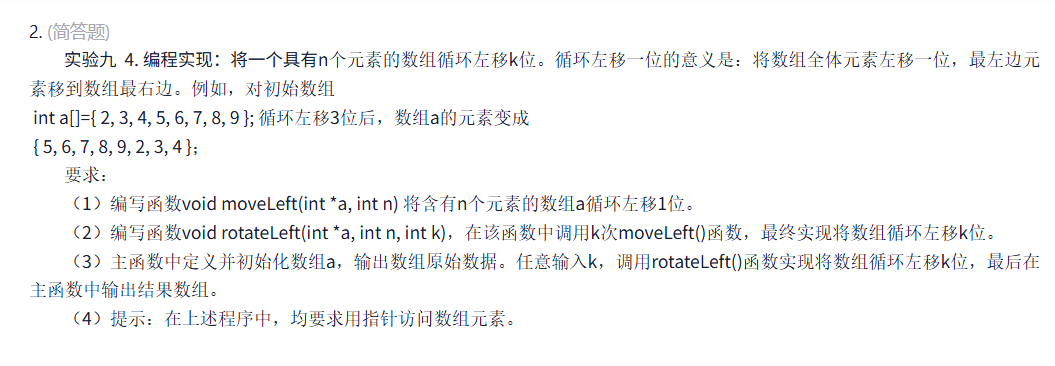 2. (简答题)
实验九 4. 编程实现：将一个具有n个元素的数组循环左移k位。循环左移一位的意义是：将数组全体元素左移一位，最左边元
素移到数组最右边。例如，对初始数组
int a[]={ 2, 3, 4, 5, 6, 7, 8, 9 }; 循环左移3位后，数组a的元素变成
{ 5, 6, 7, 8, 9, 2, 3, 4 };
要求：
（1）编写函数void moveLeft(int *a, int n) 将含有n个元素的数组a循环左移1位。
（2）编写函数void rotateLeft(int *a, int n, int k)，在该函数中调用k次moveLeft()函数，最终实现将数组循环左移k位。
（3）主函数中定义并初始化数组a，输出数组原始数据。任意输入k，调用rotateLeft()函数实现将数组循环左移k位，最后在
主函数中输出结果数组。
（4）提示：在上述程序中，均要求用指针访问数组元素。